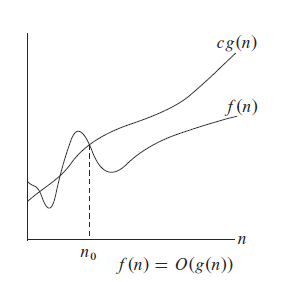 cg(n)
f(n)
n
n₀
f(n) = O(g(n))